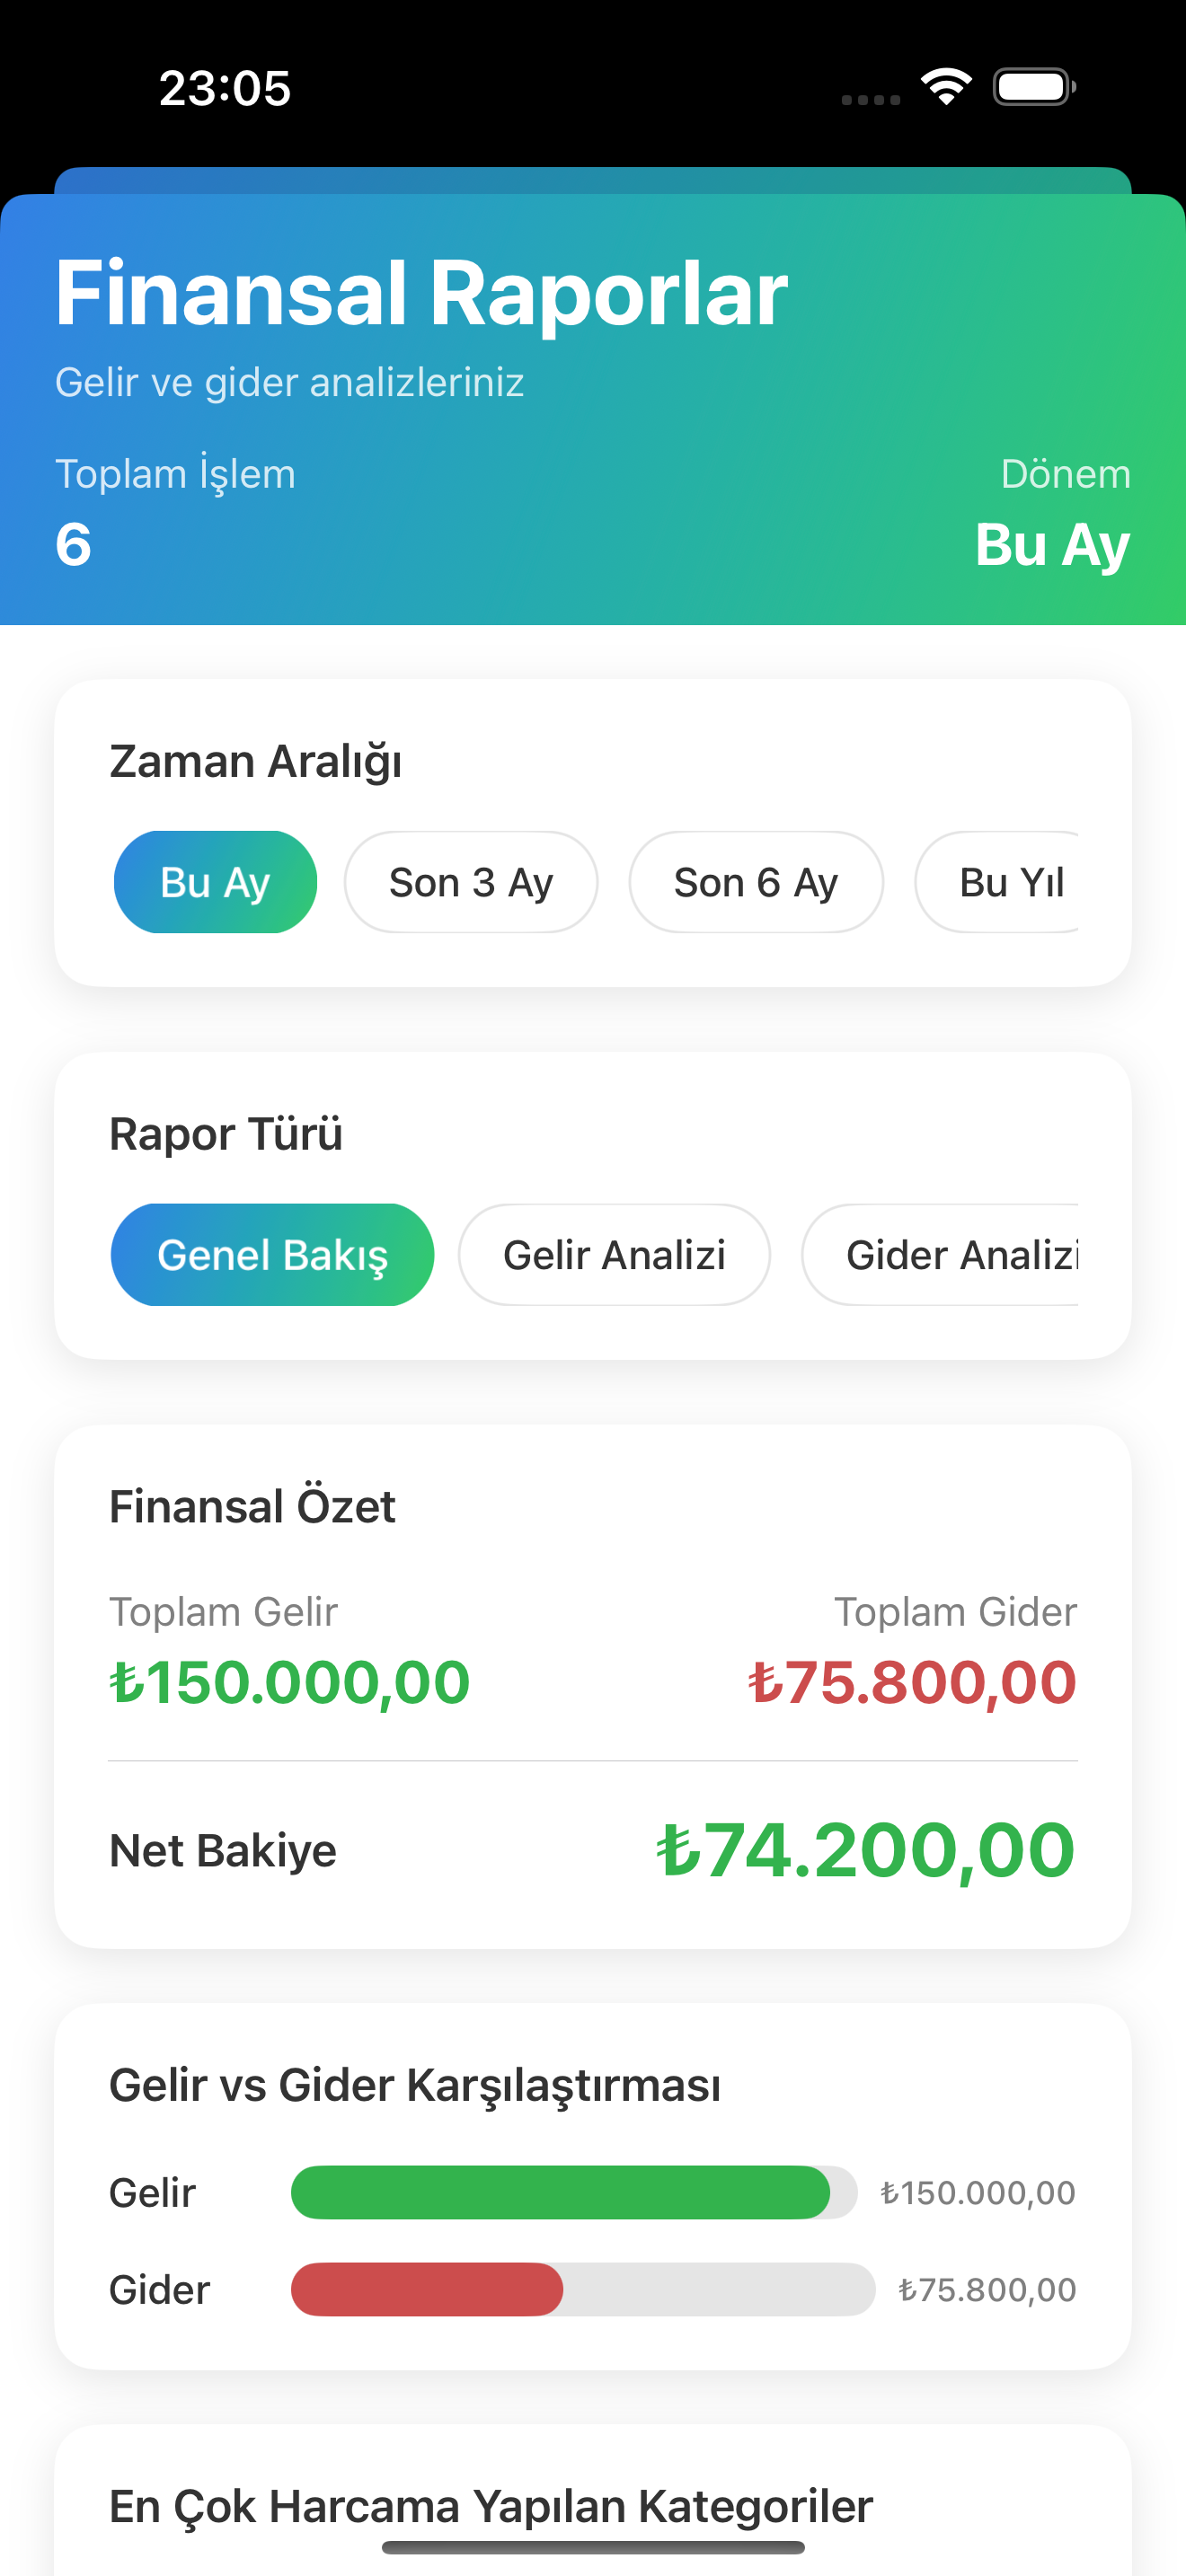 23:05
Finansal Raporlar
Gelir ve gider analizleriniz
Toplam İşlem
Dönem
6
Bu Ay
Zaman Aralığı
Bu Ay
Son 3 Ay
Son 6 Ay
Bu Yıl
Rapor Türü
Genel Bakış
Gelir Analizi
Gider Analizi
Finansal Özet
Toplam Gelir
Toplam Gider
₺150.000,00
₺75.800,00
Net Bakiye
₺74.200,00
Gelir vs Gider Karşılaştırması
Gelir
₺150.000,00
Gider
₺75.800,00
En Çok Harcama Yapılan Kategoriler